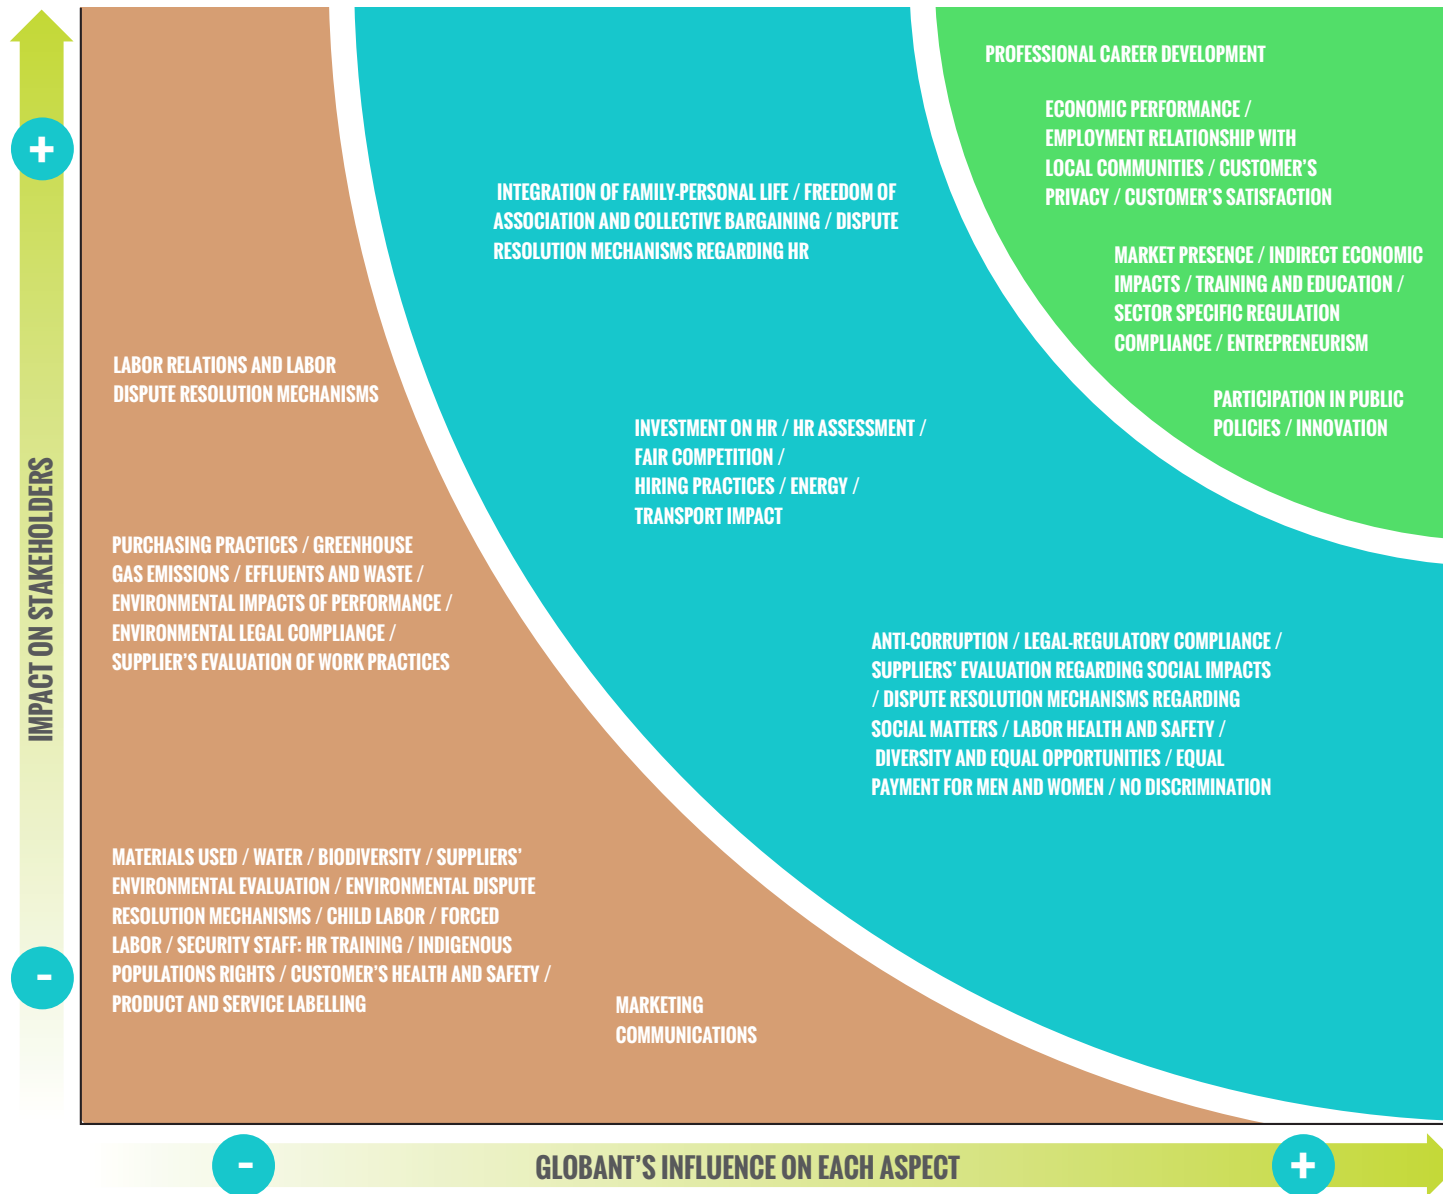 PROFESSIONAL CAREER DEVELOPMENT
ECONOMIC PERFORMANCE /
EMPLOYMENT RELATIONSHIP WITH
LOCAL COMMUNITIES / CUSTOMER'S
PRIVACY / CUSTOMER'S SATISFACTION
+
INTEGRATION OF FAMILY-PERSONAL LIFE / FREEDOM OF
ASSOCIATION AND COLLECTIVE BARGAINING / DISPUTE
RESOLUTION MECHANISMS REGARDING HR
MARKET PRESENCE / INDIRECT ECONOMIC
IMPACTS / TRAINING AND EDUCATION /
SECTOR SPECIFIC REGULATION
COMPLIANCE / ENTREPRENEURISM
LABOR RELATIONS AND LABOR
DISPUTE RESOLUTION MECHANISMS
PARTICIPATION IN PUBLIC
POLICIES / INNOVATION
INVESTMENT ON HR / HR ASSESSMENT /
FAIR COMPETITION /
HIRING PRACTICES / ENERGY /
TRANSPORT IMPACT
IMPACT ON STAKEHOLDERS
PURCHASING PRACTICES / GREENHOUSE
GAS EMISSIONS / EFFLUENTS AND WASTE /
ENVIRONMENTAL IMPACTS OF PERFORMANCE /
ENVIRONMENTAL LEGAL COMPLIANCE /
SUPPLIER'S EVALUATION OF WORK PRACTICES
ANTI-CORRUPTION / LEGAL-REGULATORY COMPLIANCE /
SUPPLIERS' EVALUATION REGARDING SOCIAL IMPACTS
/ DISPUTE RESOLUTION MECHANISMS REGARDING
SOCIAL MATTERS / LABOR HEALTH AND SAFETY /
DIVERSITY AND EQUAL OPPORTUNITIES / EQUAL
PAYMENT FOR MEN AND WOMEN / NO DISCRIMINATION
MATERIALS USED / WATER / BIODIVERSITY / SUPPLIERS'
ENVIRONMENTAL EVALUATION / ENVIRONMENTAL DISPUTE
RESOLUTION MECHANISMS / CHILD LABOR / FORCED
LABOR / SECURITY STAFF: HR TRAINING / INDIGENOUS
POPULATIONS RIGHTS / CUSTOMER'S HEALTH AND SAFETY /
PRODUCT AND SERVICE LABELLING
-
MARKETING
COMMUNICATIONS
-
GLOBANT'S INFLUENCE ON EACH ASPECT
+